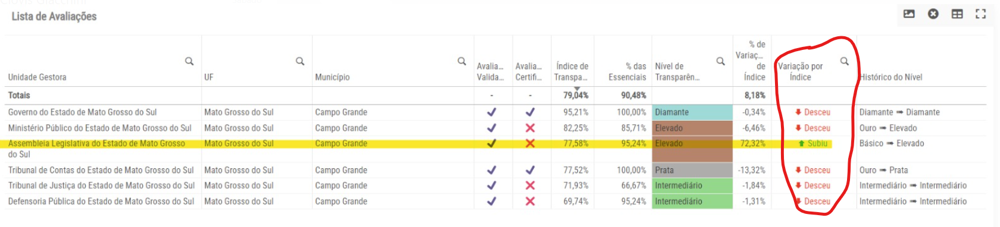 Lista de Avaliações
Unidade Gestora UF Município Avalia... Valida... Avalia... Certifi... Índice de Transpa... % das Essenciais Nível de Transparên... % de Variaç... de Índice Variação por Índice Histórico do Nível
Totais - - 79,04% 90,48% 8,18%
Governo do Estado de Mato Grosso do Sul Mato Grosso do Sul Campo Grande 95,21% 100,00% Diamante -0,34% Desceu Diamante ➡ Diamante
Ministério Público do Estado de Mato Grosso do Sul Mato Grosso do Sul Campo Grande 82,25% 85,71% Elevado -6,46% Desceu Ouro ➡ Elevado
Assembleia Legislativa do Estado de Mato Grosso do Sul Mato Grosso do Sul Campo Grande 77,58% 95,24% Elevado 72,32% Subiu Básico ➡ Elevado
Tribunal de Contas do Estado de Mato Grosso do Sul Mato Grosso do Sul Campo Grande 77,52% 100,00% Prata -13,32% Desceu Ouro ➡ Prata
Tribunal de Justiça do Estado de Mato Grosso do Sul Mato Grosso do Sul Campo Grande 71,93% 66,67% Intermediário -1,84% Desceu Intermediário ➡ Intermediário
Defensoria Pública do Estado de Mato Grosso do Sul Mato Grosso do Sul Campo Grande 69,74% 95,24% Intermediário -1,31% Desceu Intermediário ➡ Intermediário